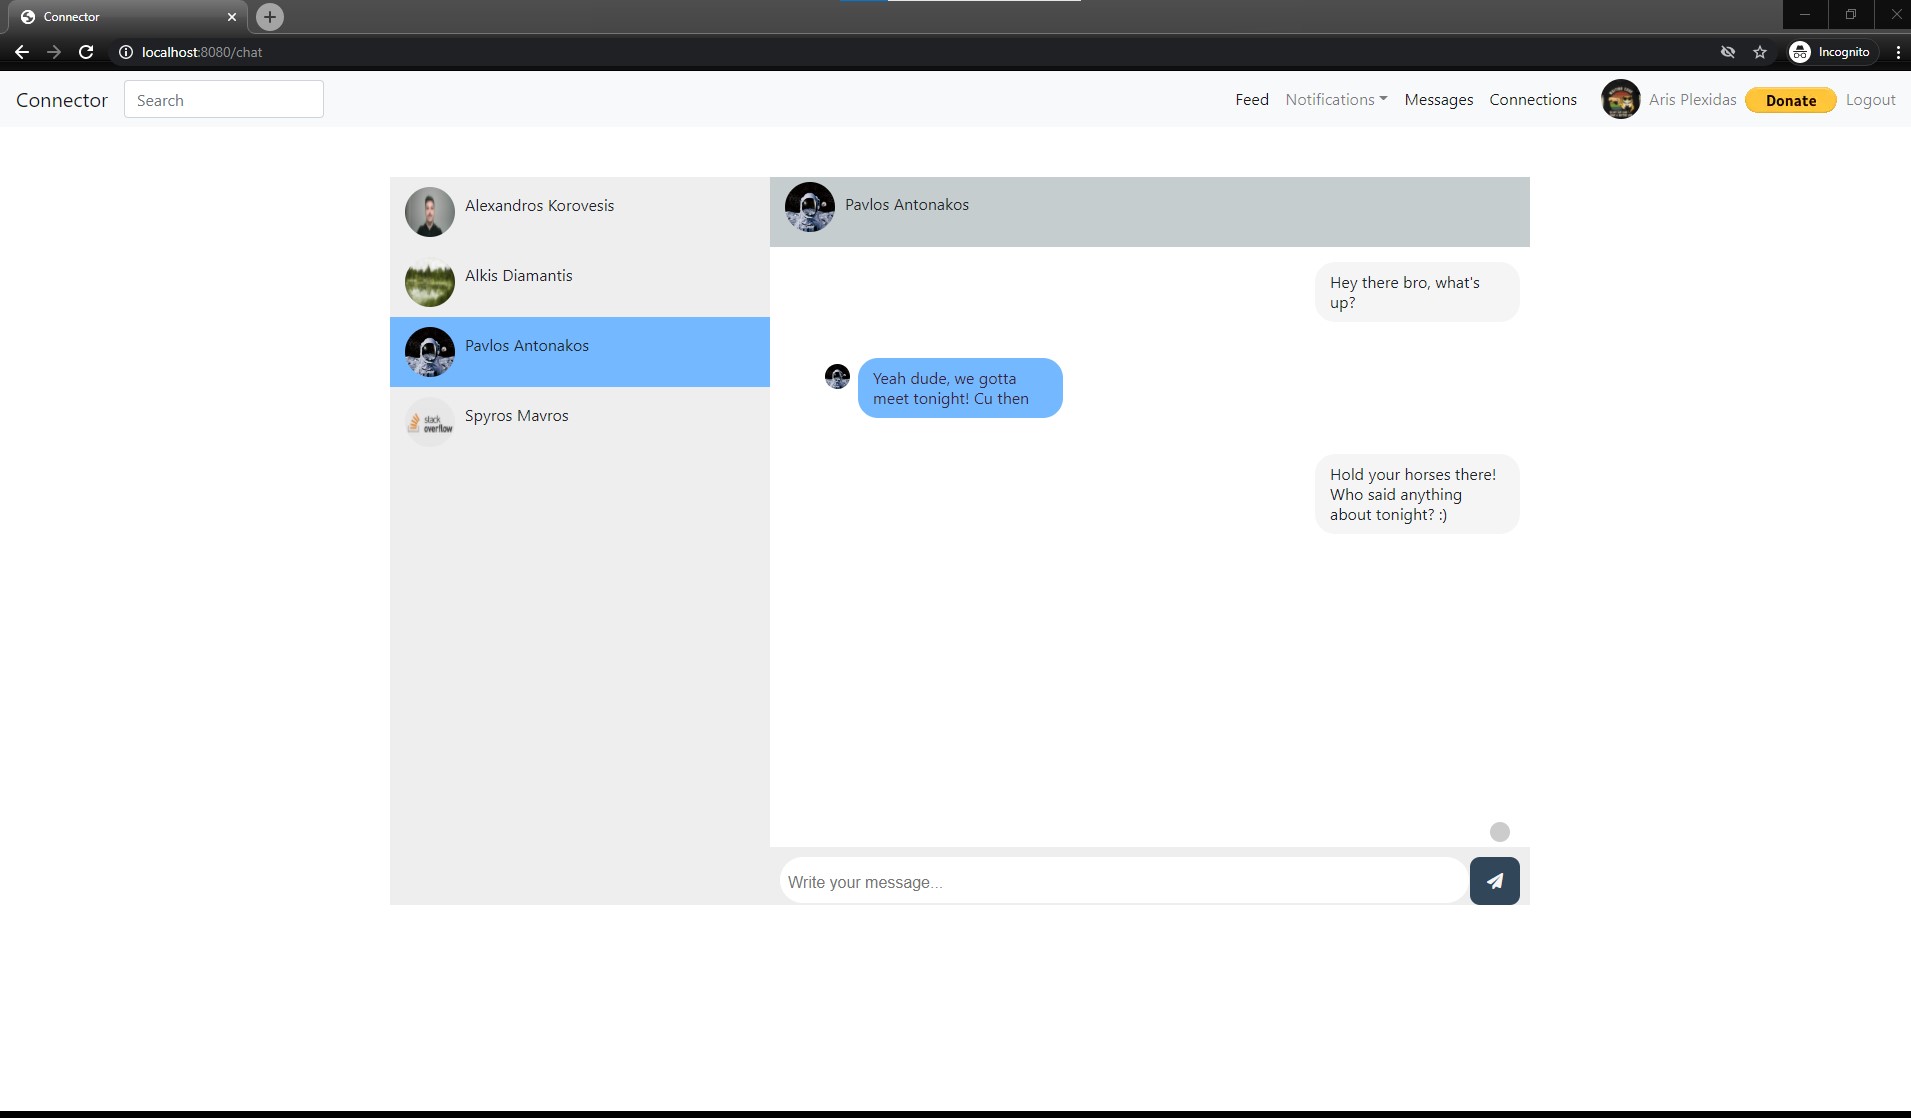 Connector
localhost:8080/chat
Incognito
Connector
Search
Feed
Notifications
Messages
Connections
Aris Plexidas
Donate
Logout
Alexandros Korovesis
Alkis Diamantis
Pavlos Antonakos
stack
overflow
Spyros Mavros
Pavlos Antonakos
Hey there bro, what's
up?
Yeah dude, we gotta
meet tonight! Cu then
Hold your horses there!
Who said anything
about tonight? :)
Write your message...